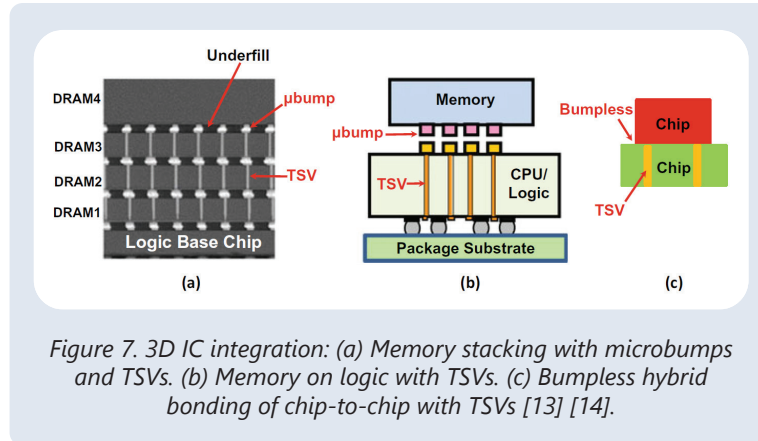 Underfill
DRAM4
µbump
DRAM3
DRAM2
TSV
DRAM1
Logic Base Chip
(a)
Memory
µbump
TSV
CPU/
Logic
Package Substrate
(b)
Bumpless
Chip
Chip
TSV
(c)
Figure 7. 3D IC integration: (a) Memory stacking with microbumps
and TSVs. (b) Memory on logic with TSVs. (c) Bumpless hybrid
bonding of chip-to-chip with TSVs [13] [14].